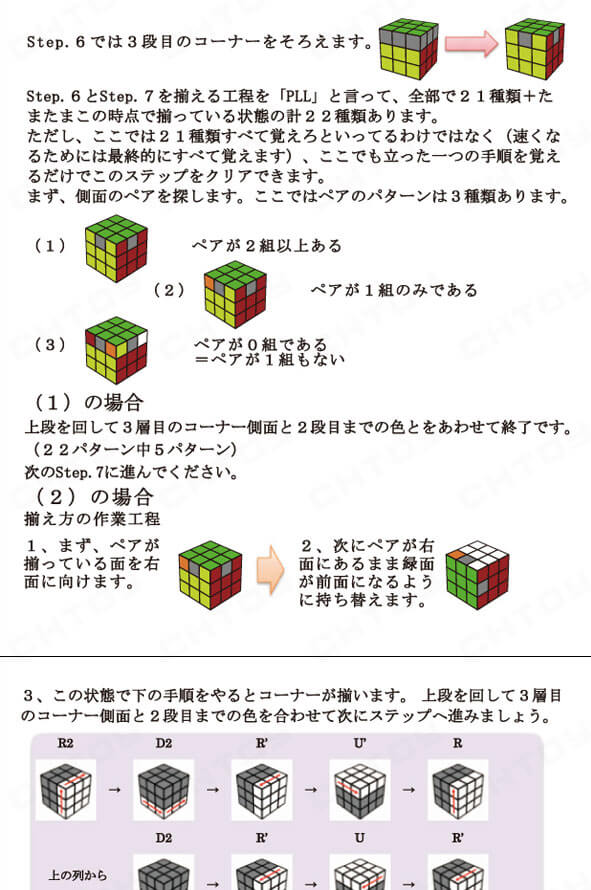 Step.６では３段目のコーナーをそろえます。
Step.６とStep.７を揃える工程を「PLL」と言って、全部で２１種類＋た
またまこの時点で揃っている状態の計２２種類あります。
ただし、ここでは２１種類すべて覚えろといってるわけではなく（速くな
るためには最終的にすべて覚えます）、ここでも立った一つの手順を覚え
るだけでこのステップをクリアできます。
まず、側面のペアを探します。ここではペアのパターンは３種類あります。
（１） ペアが２組以上ある
（２） ペアが１組のみである
（３） ペアが０組である
＝ペアが１組もない
（１）の場合
上段を回して３層目のコーナー側面と２段目までの色とをあわせて終了です。
（２２パターン中５パターン）
次のStep.7に進んでください。
（２）の場合
揃え方の作業工程
１、まず、ペアが
揃っている面を右
面に向けます。
２、次にペアが右
面にあるまま緑面
が前面になるよう
に持ち替えます。
３、この状態で下の手順をやるとコーナーが揃います。 上段を回して３層目
のコーナー側面と２段目までの色を合わせて次にステップへ進みましょう。
R2 D2 R' U' R
D2 R' U R'
上の列から
CHTOY